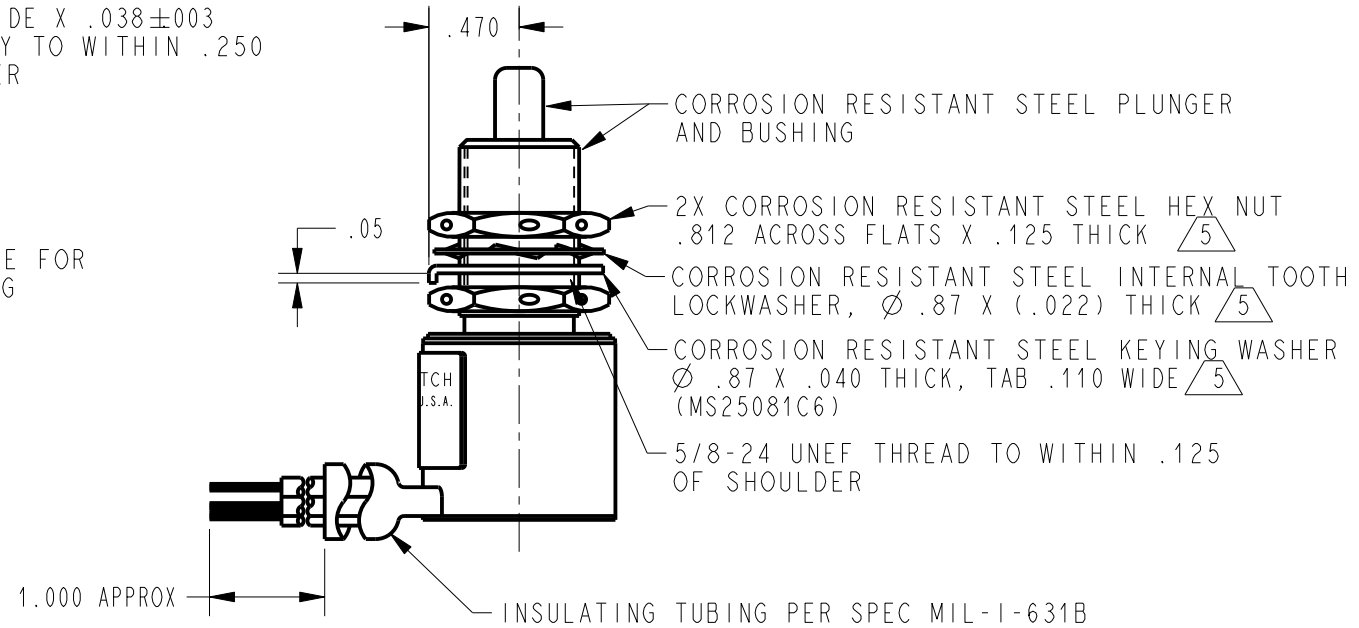 DE X .038±003
Y TO WITHIN .250
ER
.470
CORROSION RESISTANT STEEL PLUNGER
AND BUSHING
2X CORROSION RESISTANT STEEL HEX NUT
.812 ACROSS FLATS X .125 THICK 5
.05
E FOR
G
CORROSION RESISTANT STEEL INTERNAL TOOTH
LOCKWASHER, Ø .87 X (.022) THICK 5
CORROSION RESISTANT STEEL KEYING WASHER
Ø .87 X .040 THICK, TAB .110 WIDE 5
(MS25081C6)
TCH
U.S.A.
5/8-24 UNEF THREAD TO WITHIN .125
OF SHOULDER
1.000 APPROX
INSULATING TUBING PER SPEC MIL-I-631B